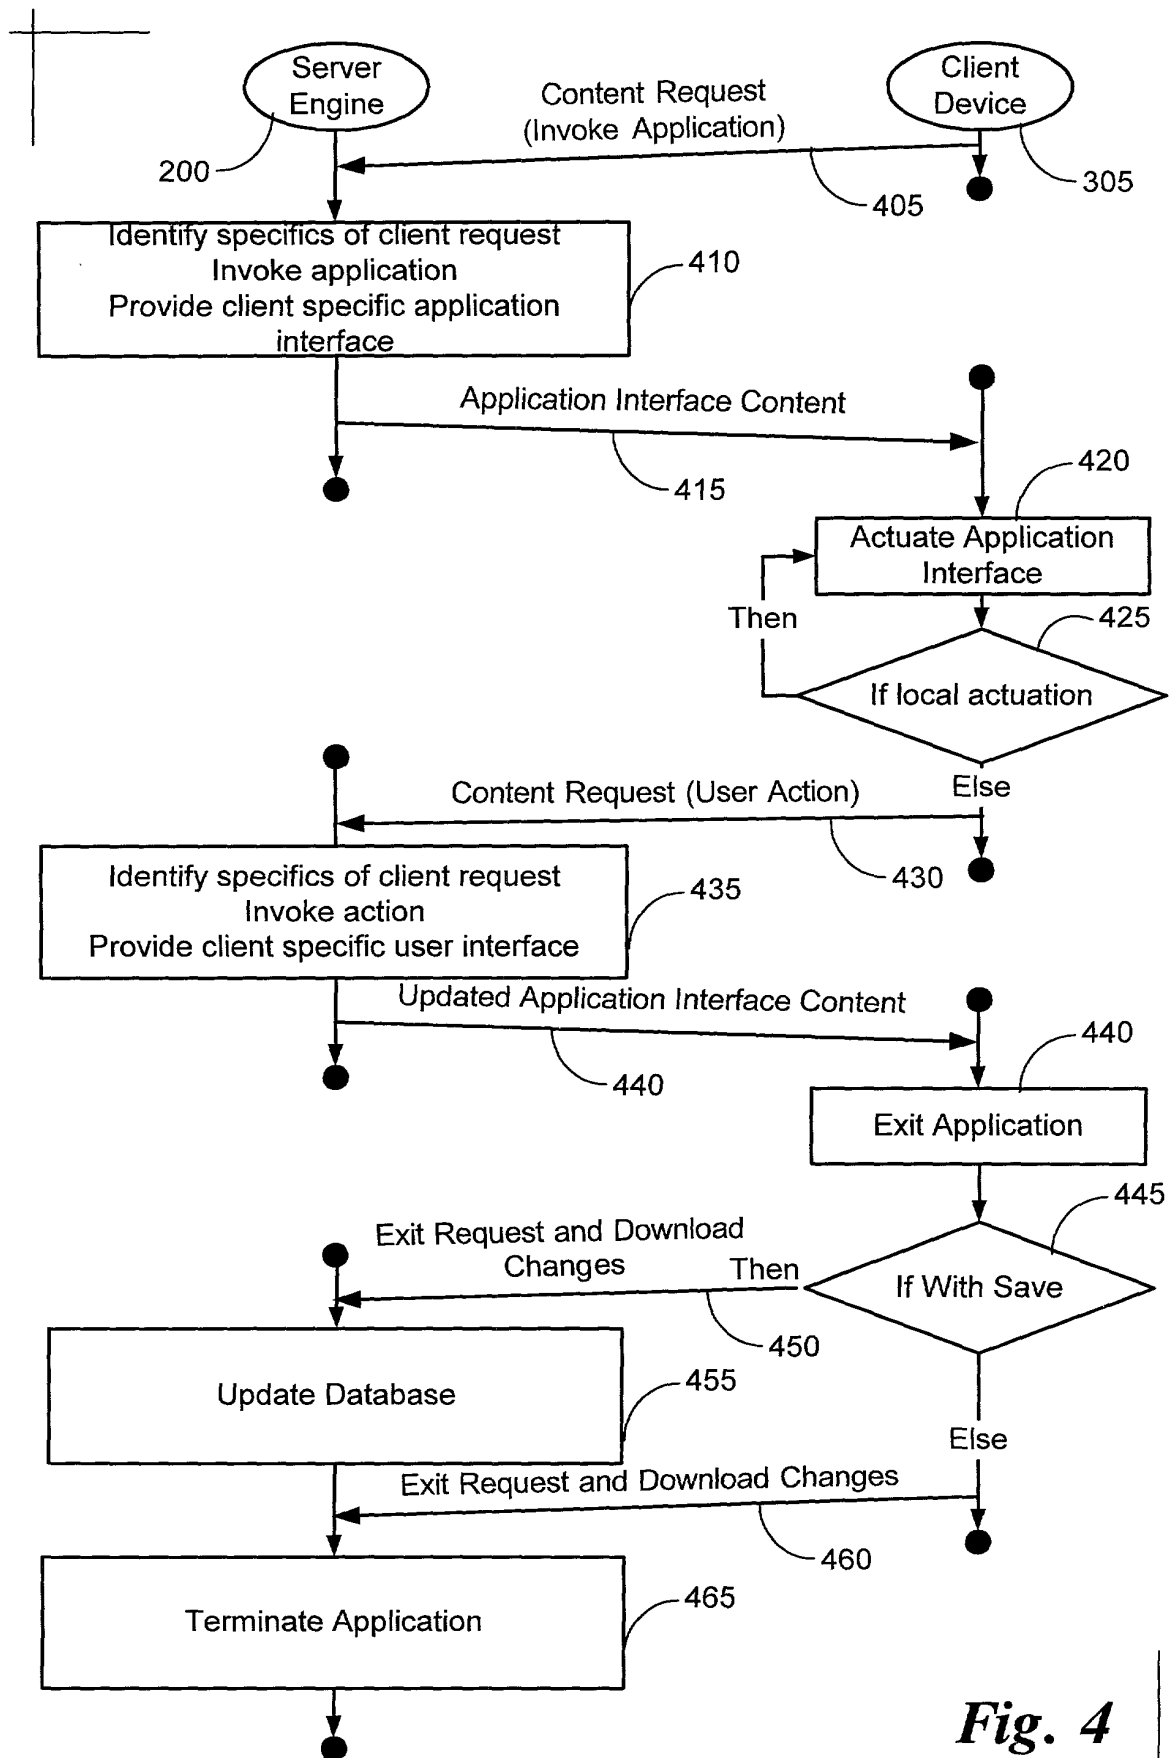 Server
Engine
Content Request
(Invoke Application)
Client
Device
200
405
305
Identify specifics of client request
Invoke application
Provide client specific application
interface
410
Application Interface Content
415
420
Actuate Application
Interface
Then
425
If local actuation
Else
Content Request (User Action)
430
Identify specifics of client request
Invoke action
Provide client specific user interface
435
Updated Application Interface Content
440
440
Exit Application
445
Exit Request and Download
Changes
Then
If With Save
450
Update Database
455
Else
Exit Request and Download Changes
460
Terminate Application
465
Fig. 4